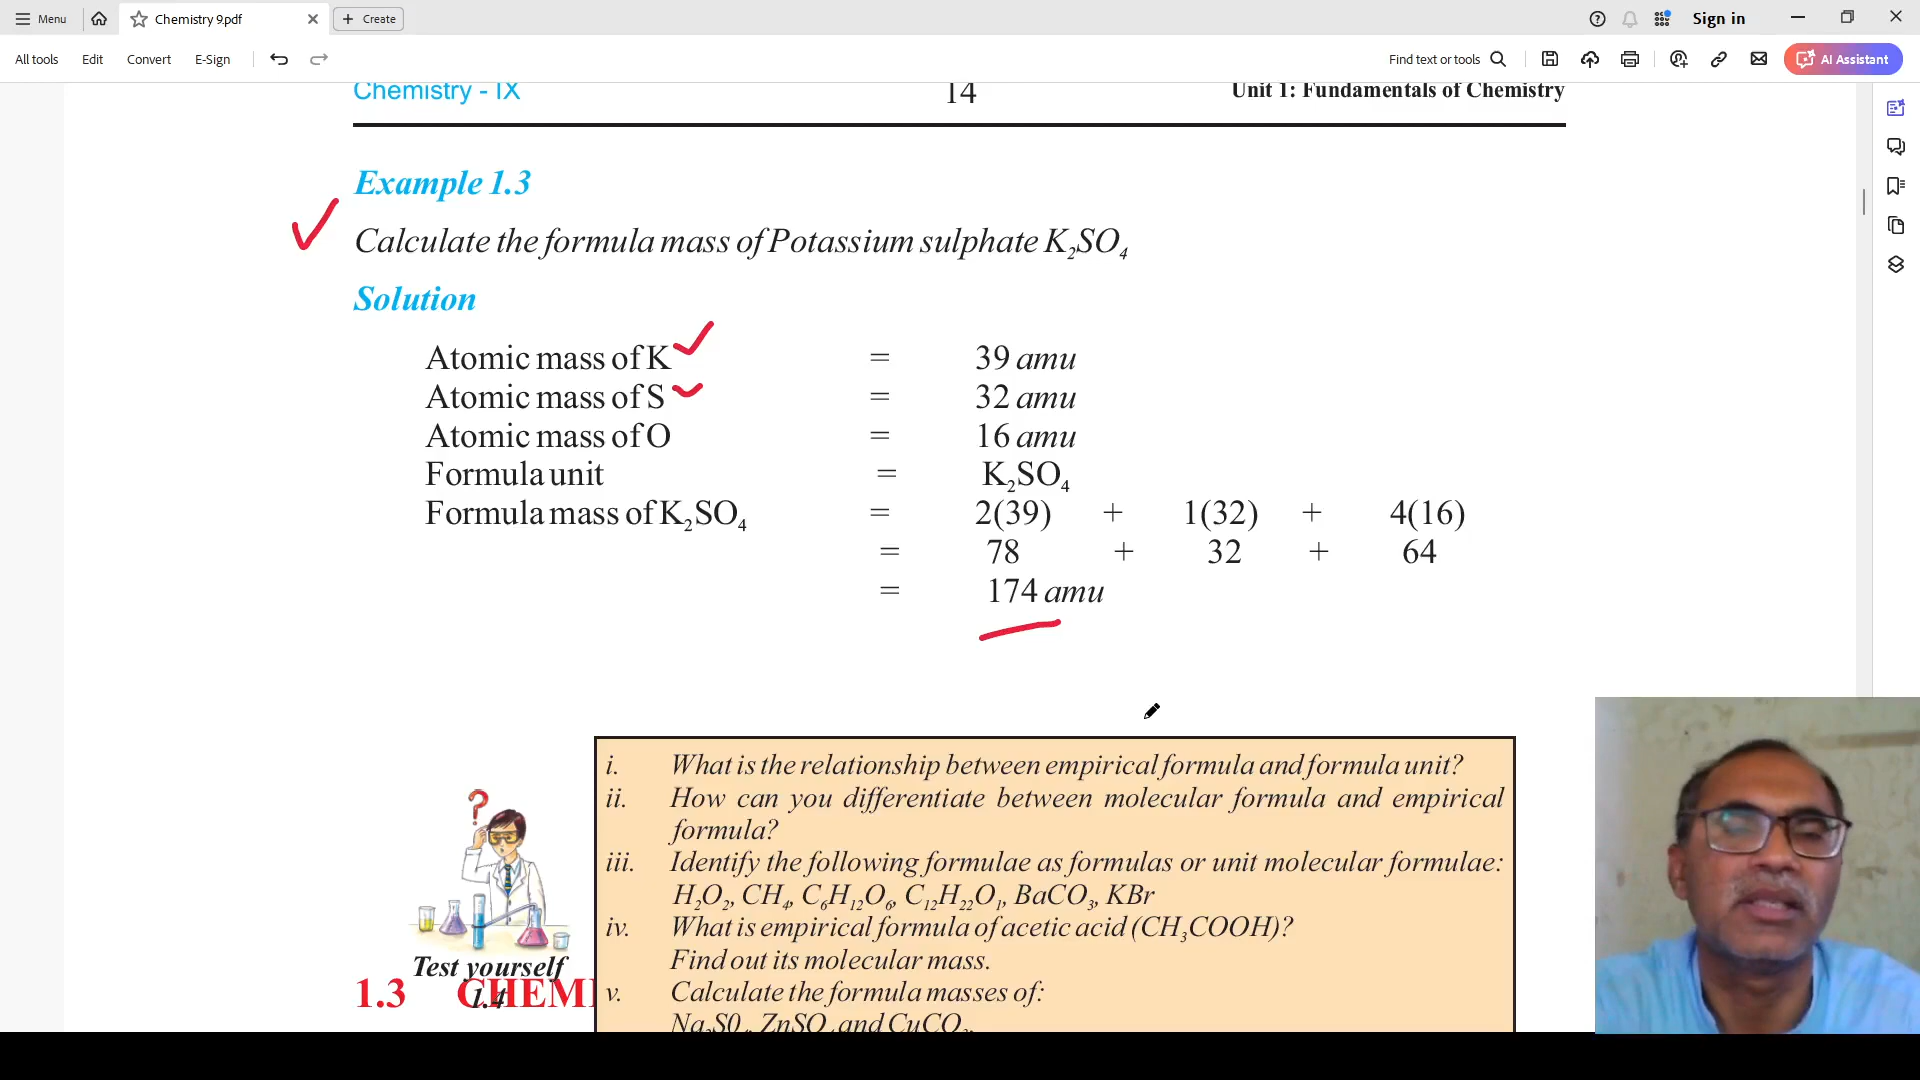 Menu
Chemistry 9.pdf
Create
Sign in
All tools
Edit
Convert
E-Sign
Find text or tools
AI Assistant
Chemistry - IX 14 Unit 1: Fundamentals of Chemistry
Example 1.3
Calculate the formula mass of Potassium sulphate K₂SO₄
Solution
Atomic mass of K = 39 amu
Atomic mass of S = 32 amu
Atomic mass of O = 16 amu
Formula unit = K₂SO₄
Formula mass of K₂SO₄ = 2(39) + 1(32) + 4(16)
= 78 + 32 + 64
= 174 amu
i. What is the relationship between empirical formula and formula unit?
ii. How can you differentiate between molecular formula and empirical
formula?
iii. Identify the following formulae as formulas or unit molecular formulae:
H₂O₂, CH₄, C₆H₁₂O₆, C₁₂H₂₂O₁, BaCO₃, KBr
iv. What is empirical formula of acetic acid (CH₃COOH)?
Find out its molecular mass.
v. Calculate the formula masses of:
Na₂S0₄, ZnSO₄ and CuCO₃.
?
Test yourself
1.4
1.3 CHEMI